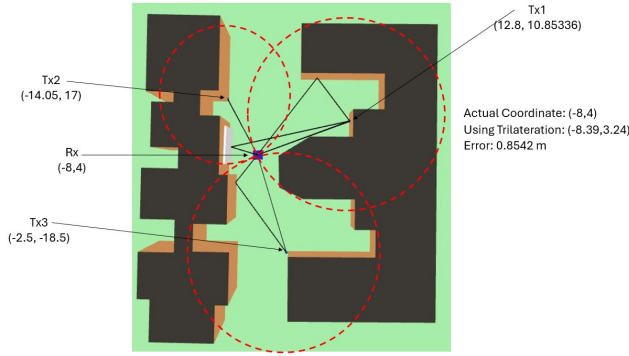 Tx1
(12.8, 10.85336)
Tx2
(-14.05, 17)
Actual Coordinate: (-8,4)
Using Trilateration: (-8.39,3.24)
Error: 0.8542 m
Rx
(-8,4)
Tx3
(-2.5, -18.5)